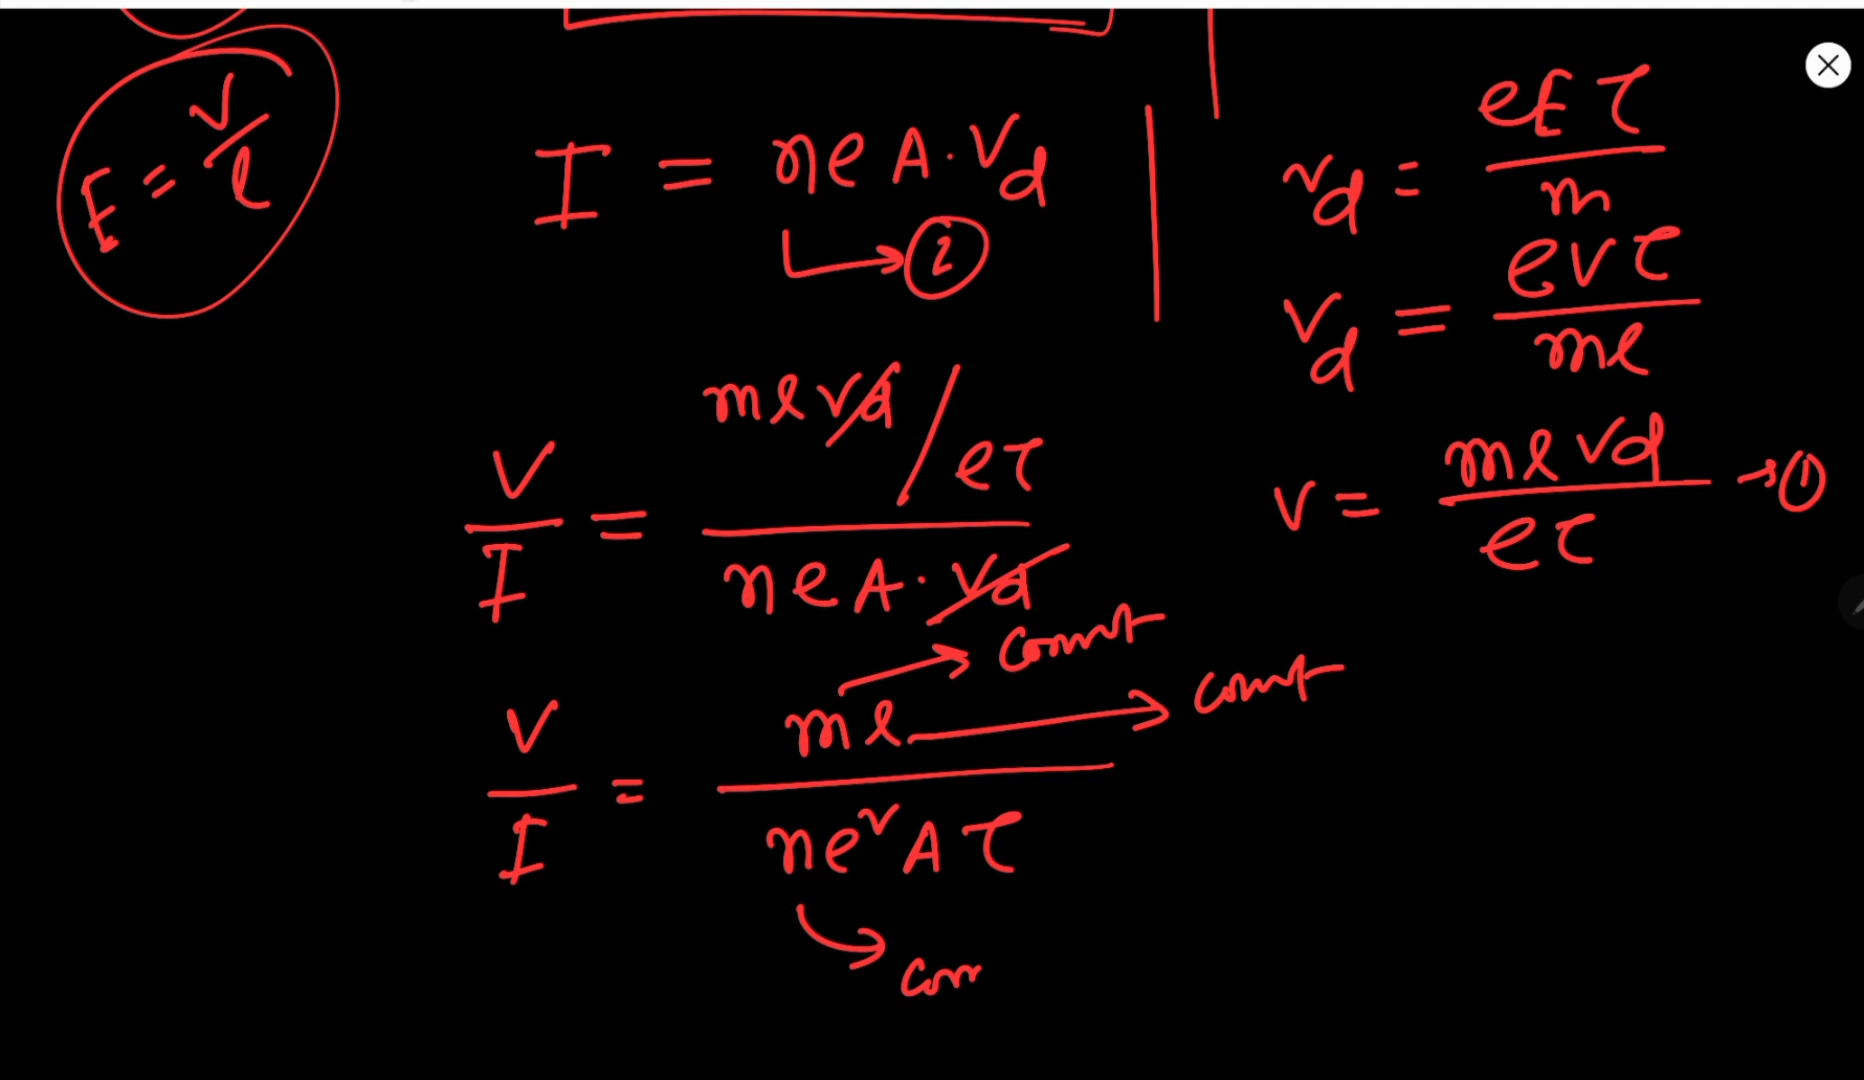 E = V/l
I = neA.Vd
→ 2
vd = eEτ/m
vd = evτ/ml
v = mlvd/eτ → 1
V/I = mlvd/eτ / neA.vd
V/I = ml/ne²Aτ
→ const
→ const
→ con